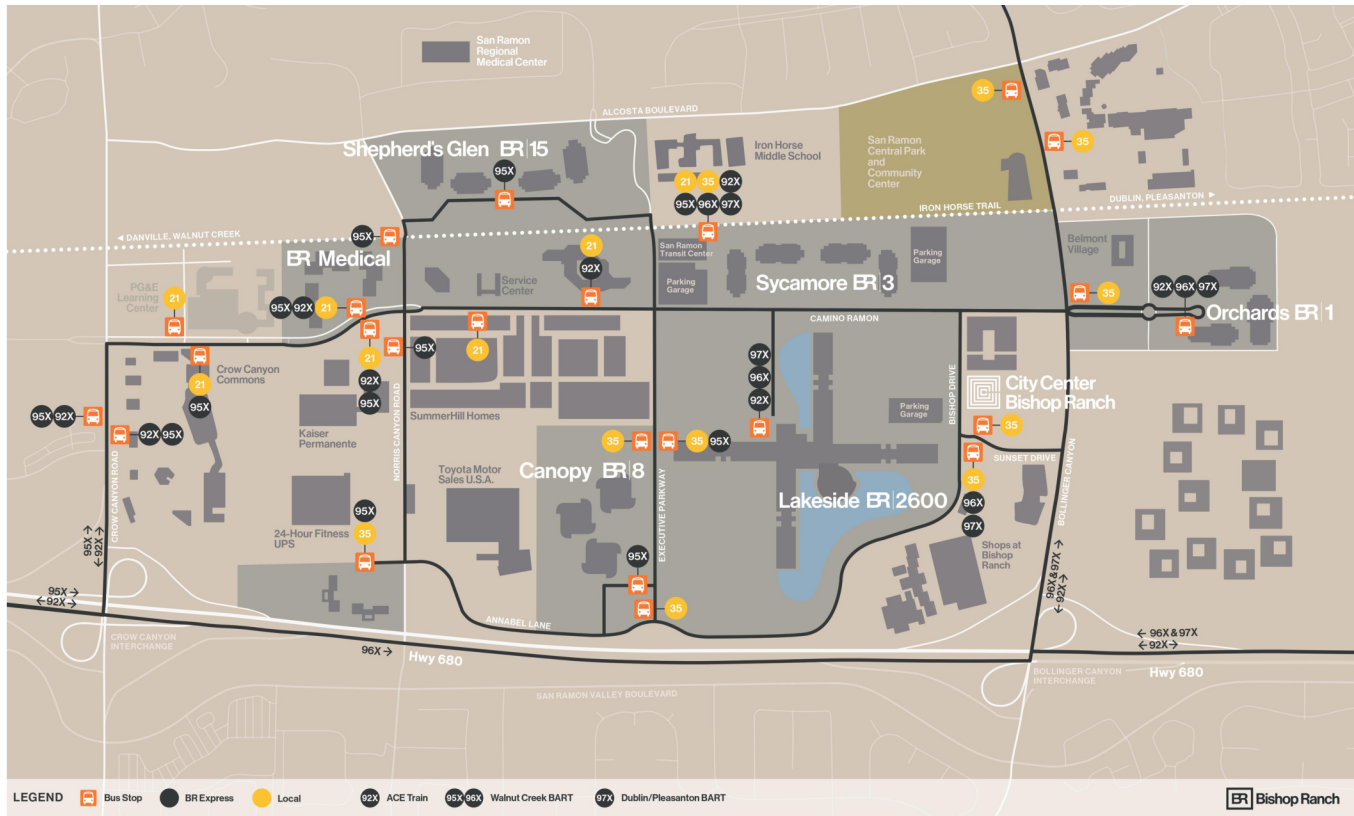 San Ramon
Regional
Medical Center
ALCOSTA BOULEVARD
35
35
Shepherd's Glen BR|15
95X
Iron Horse
Middle School
21 35 92X
95X 96X 97X
San Ramon
Central Park
and
Community
Center
IRON HORSE TRAIL
DUBLIN, PLEASANTON
DANVILLE, WALNUT CREEK
95X
BR Medical
21
92X
Service
Center
San Ramon
Transit Center
Parking
Garage
Sycamore BR|3
Parking
Garage
Belmont
Village
35
92X 96X 97X
Orchards BR|1
PG&E
Learning
Center
21
95X 92X 21
CAMINO RAMON
21
95X
21
92X
95X
Crow Canyon
Commons
21
95X
95X 92X
92X 95X
Kaiser
Permanente
SummerHill Homes
NORRIS CANYON ROAD
CROW CANYON ROAD
97X
96X
92X
Parking
Garage
BISHOP DRIVE
City Center
Bishop Ranch
35
SUNSET DRIVE
BOLLINGER CANYON
35
35 95X
Canopy BR|8
EXECUTIVE PARKWAY
Toyota Motor
Sales U.S.A.
Lakeside BR|2600
35
96X
97X
Shops at
Bishop
Ranch
24-Hour Fitness
UPS
95X
35
95X
35
ANNABEL LANE
95X →
← 92X →
95X →
← 92X →
CROW CANYON
INTERCHANGE
96X →
Hwy 680
96X & 97X →
← 92X →
← 96X & 97X
← 92X →
BOLLINGER CANYON
INTERCHANGE
Hwy 680
SAN RAMON VALLEY BOULEVARD
LEGEND Bus Stop BR Express Local 92X ACE Train 95X 96X Walnut Creek BART 97X Dublin/Pleasanton BART
BR Bishop Ranch